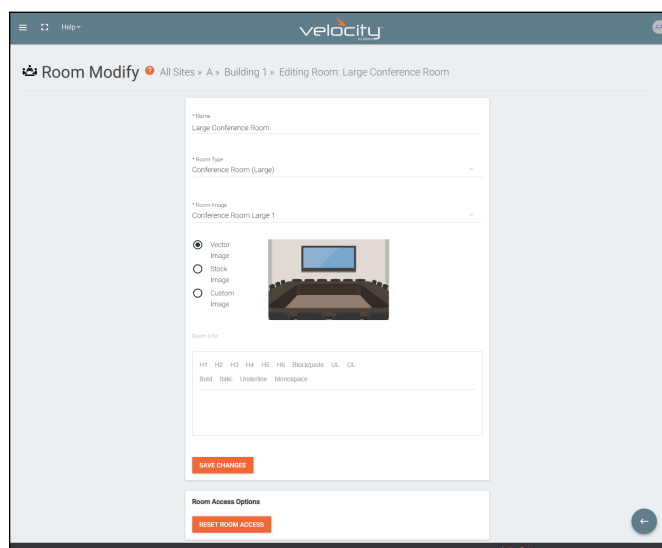 Help
velocity
AA
Room Modify ? All Sites » A » Building 1 » Editing Room: Large Conference Room
* Name
Large Conference Room
* Room Type
Conference Room (Large)
* Room Image
Conference Room Large 1
Vector
Image
Stock
Image
Custom
Image
Room Info
H1 H2 H3 H4 H5 H6 Blockquote UL OL
Bold Italic Underline Monospace
SAVE CHANGES
Room Access Options
RESET ROOM ACCESS